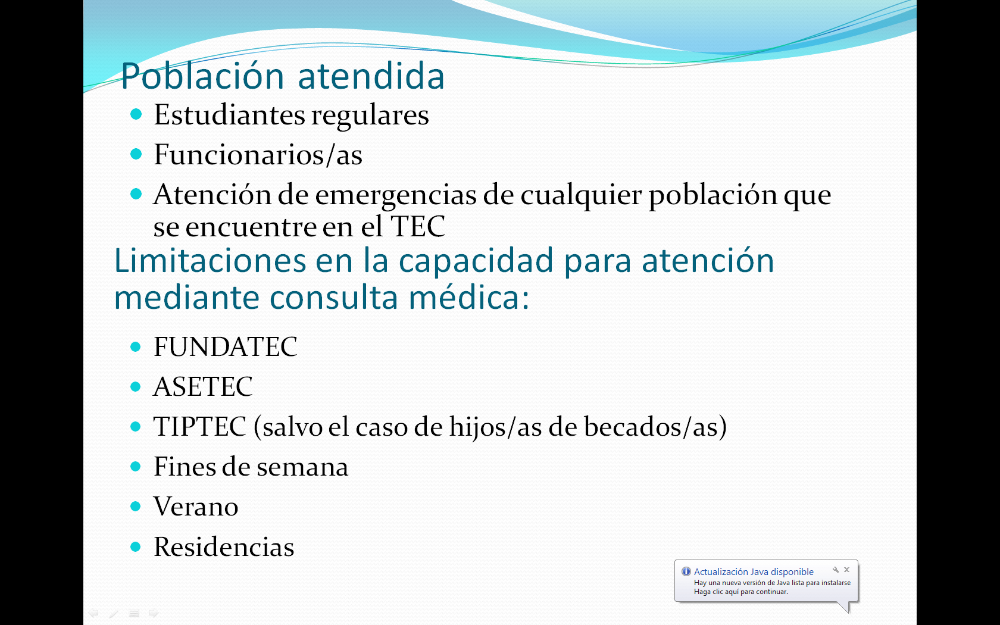 Población atendida
Estudiantes regulares
Funcionarios/as
Atención de emergencias de cualquier población que
se encuentre en el TEC
Limitaciones en la capacidad para atención
mediante consulta médica:
FUNDATEC
ASETEC
TIPTEC (salvo el caso de hijos/as de becados/as)
Fines de semana
Verano
Residencias
Actualización Java disponible
Hay una nueva versión de Java lista para instalarse
Haga clic aquí para continuar.